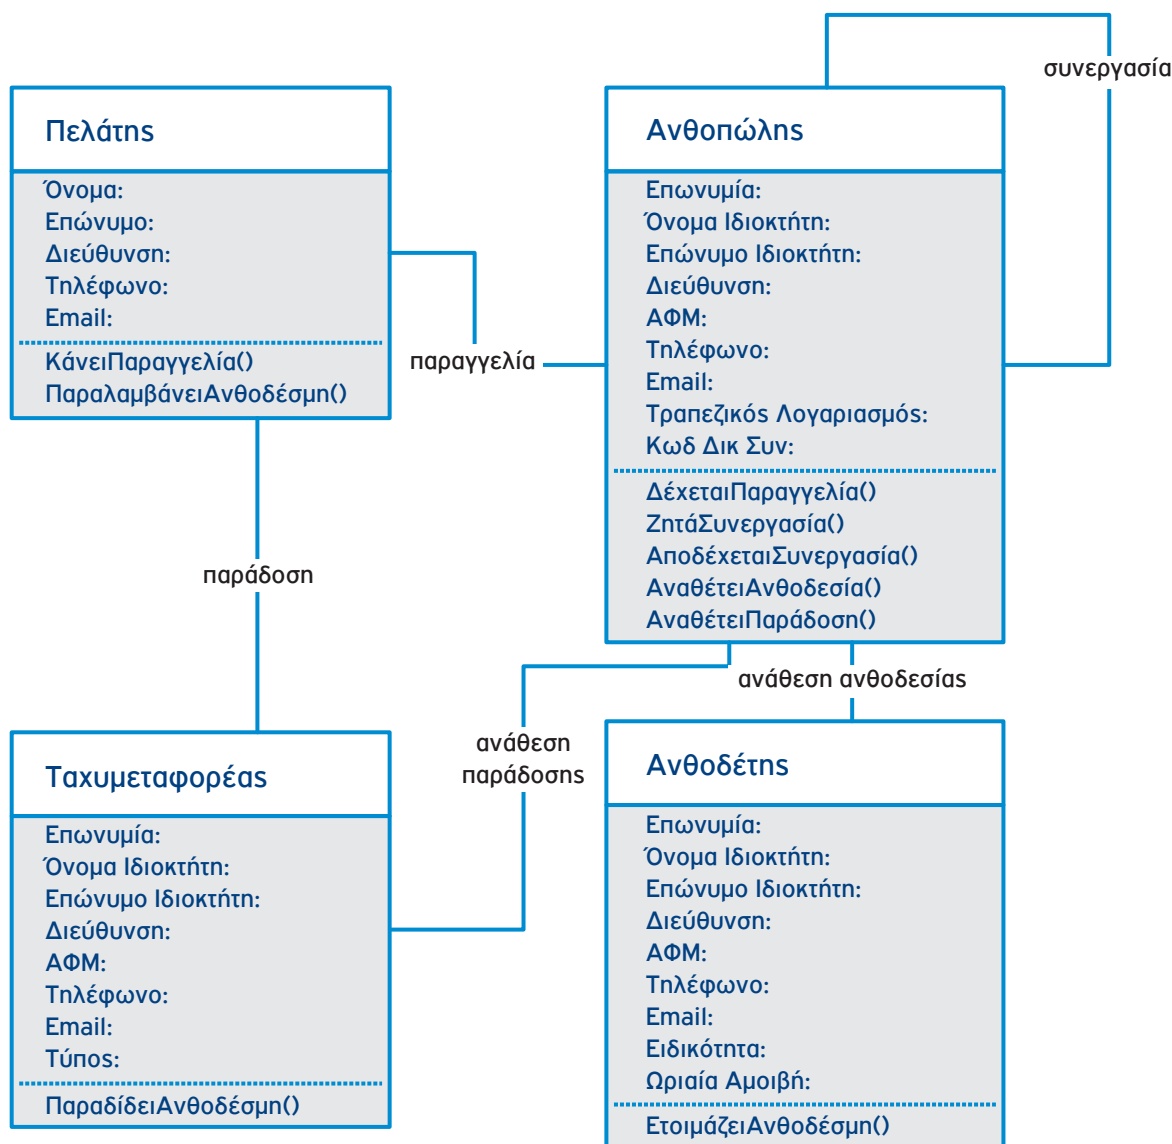 συνεργασία
Πελάτης
Όνομα:
Επώνυμο:
Διεύθυνση:
Τηλέφωνο:
Email:
ΚάνειΠαραγγελία()
ΠαραλαμβάνειΑνθοδέσμη()
παραγγελία
Ανθοπώλης
Επωνυμία:
Όνομα Ιδιοκτήτη:
Επώνυμο Ιδιοκτήτη:
Διεύθυνση:
ΑΦΜ:
Τηλέφωνο:
Email:
Τραπεζικός Λογαριασμός:
Κωδ Δικ Συν:
ΔέχεταιΠαραγγελία()
ΖητάΣυνεργασία()
ΑποδέχεταιΣυνεργασία()
ΑναθέτειΑνθοδεσία()
ΑναθέτειΠαράδοση()
παράδοση
ανάθεση ανθοδεσίας
ανάθεση
παράδοσης
Ταχυμεταφορέας
Επωνυμία:
Όνομα Ιδιοκτήτη:
Επώνυμο Ιδιοκτήτη:
Διεύθυνση:
ΑΦΜ:
Τηλέφωνο:
Email:
Τύπος:
ΠαραδίδειΑνθοδέσμη()
Ανθοδέτης
Επωνυμία:
Όνομα Ιδιοκτήτη:
Επώνυμο Ιδιοκτήτη:
Διεύθυνση:
ΑΦΜ:
Τηλέφωνο:
Email:
Ειδικότητα:
Ωριαία Αμοιβή:
ΕτοιμάζειΑνθοδέσμη()